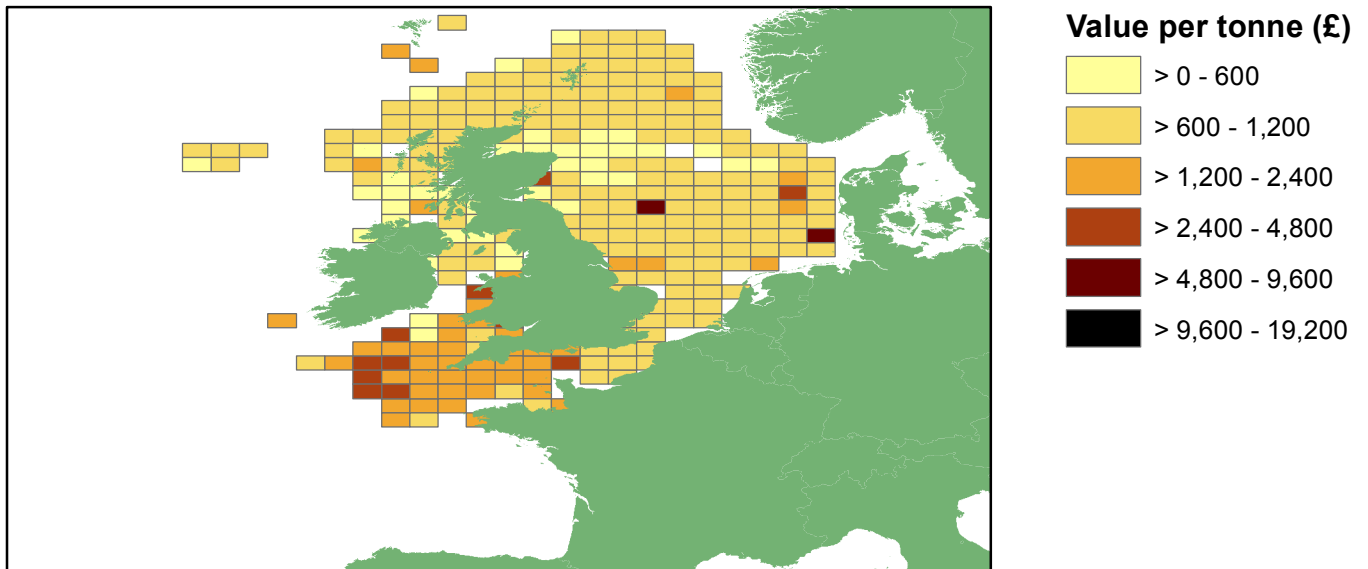 Value per tonne (£)
> 0 - 600
> 600 - 1,200
> 1,200 - 2,400
> 2,400 - 4,800
> 4,800 - 9,600
> 9,600 - 19,200